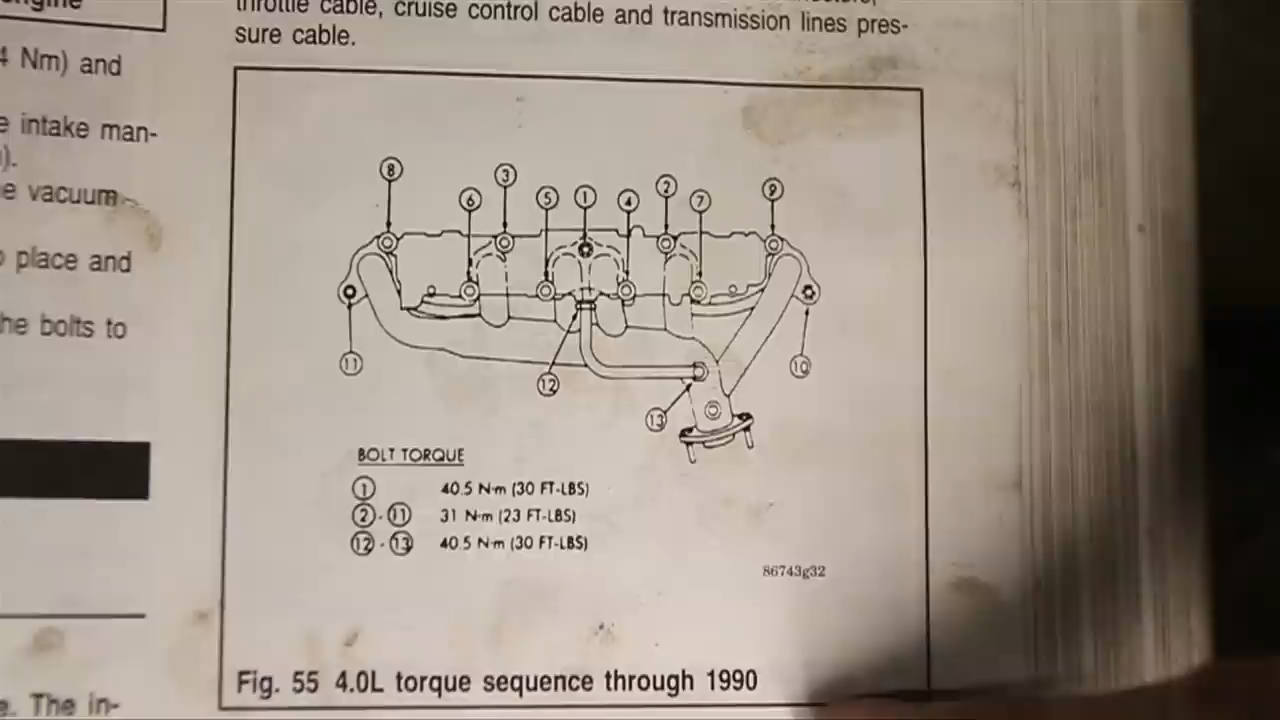 4 Nm) and
e intake man-
).
e vacuum
place and
he bolts to
e. The in-
throttle cable, cruise control cable and transmission lines pres-
sure cable.
8
3
6
5
1
4
2
7
9
11
12
13
10
BOLT TORQUE
1 40.5 N·m (30 FT-LBS)
2 - 11 31 N·m (23 FT-LBS)
12 - 13 40.5 N·m (30 FT-LBS)
86743g32
Fig. 55 4.0L torque sequence through 1990